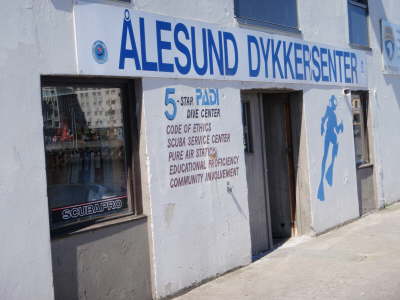 ÅLESUND DYKKERSENTER
5-STAR PADI
DIVE CENTER
CODE OF ETHICS
SCUBA SERVICE CENTER
PURE AIR STATION
EDUCATIONAL PROFICIENCY
COMMUNITY INVOLVEMENT
SCUBAPRO